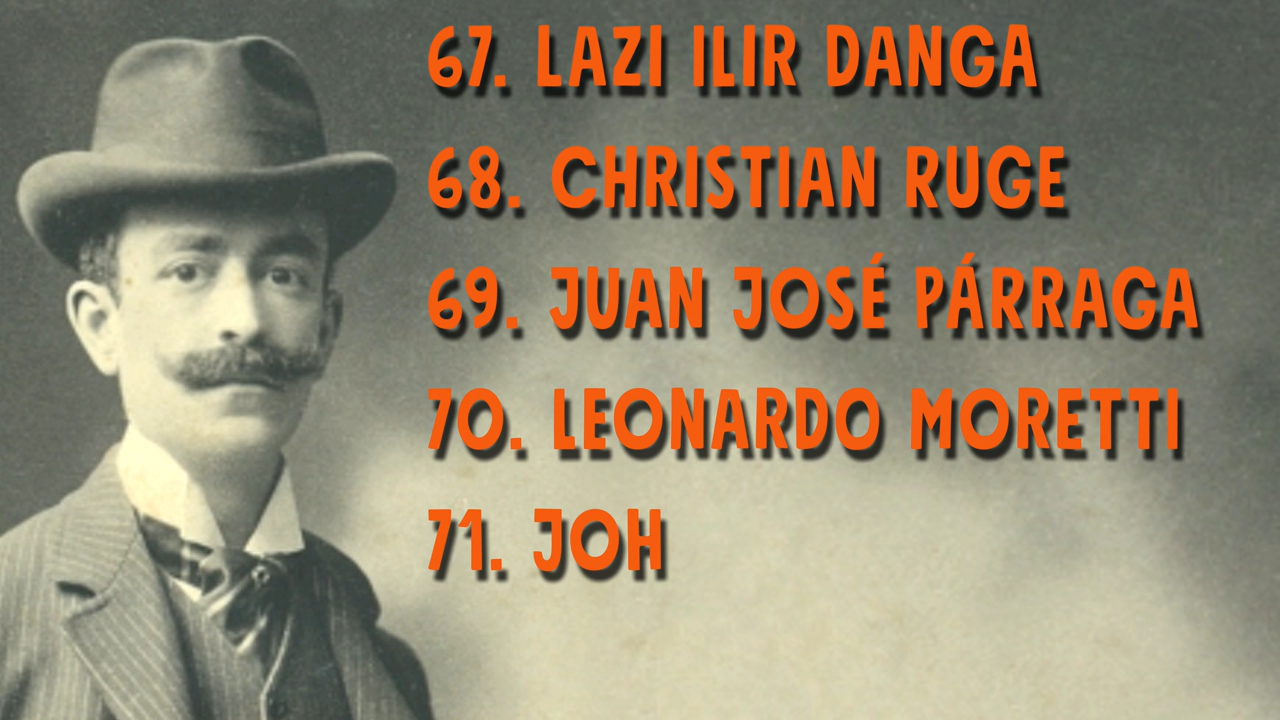 67. LAZI ILIR DANGA
68. CHRISTIAN RUGE
69. JUAN JOSÉ PÁRRAGA
70. LEONARDO MORETTI
71. JOH